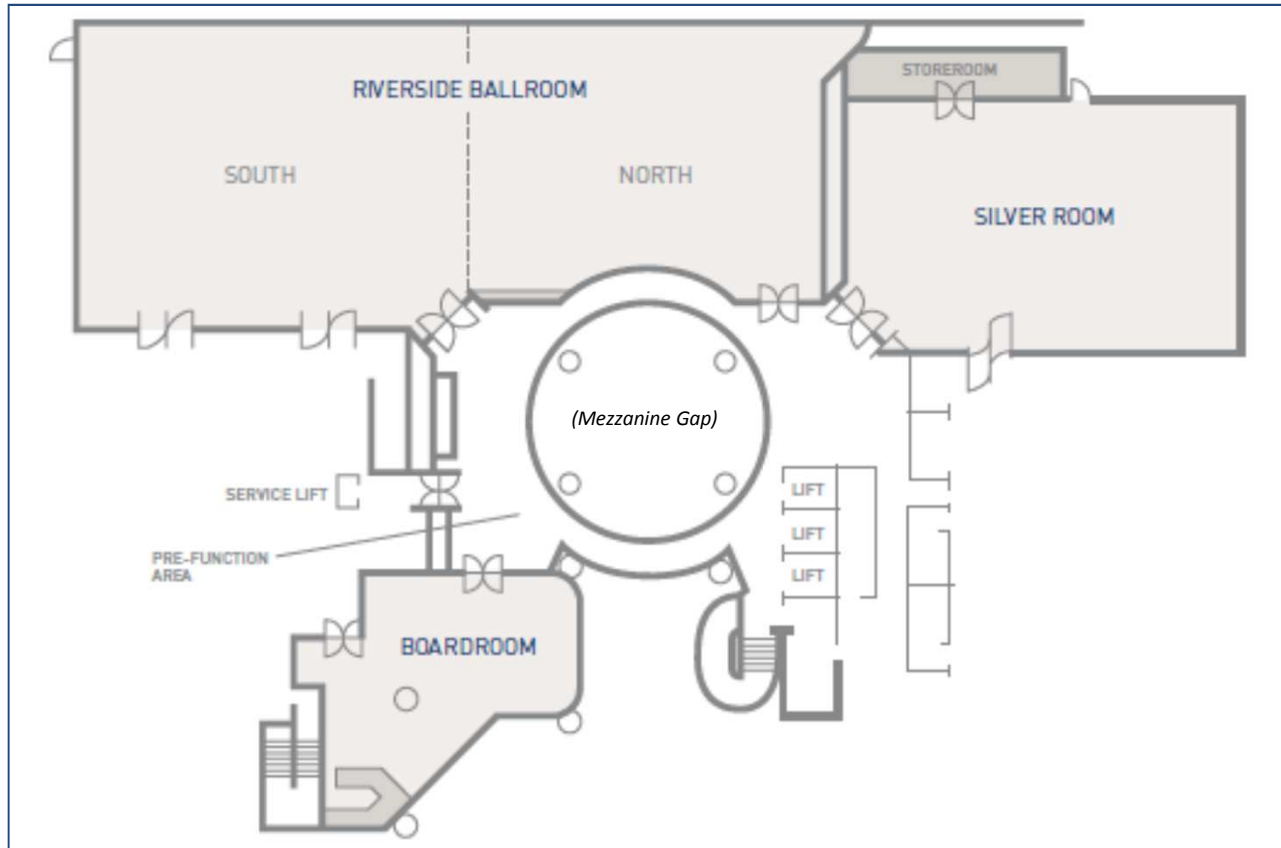 STOREROOM
RIVERSIDE BALLROOM
SOUTH
NORTH
SILVER ROOM
(Mezzanine Gap)
SERVICE LIFT
LIFT
LIFT
LIFT
PRE-FUNCTION
AREA
BOARDROOM